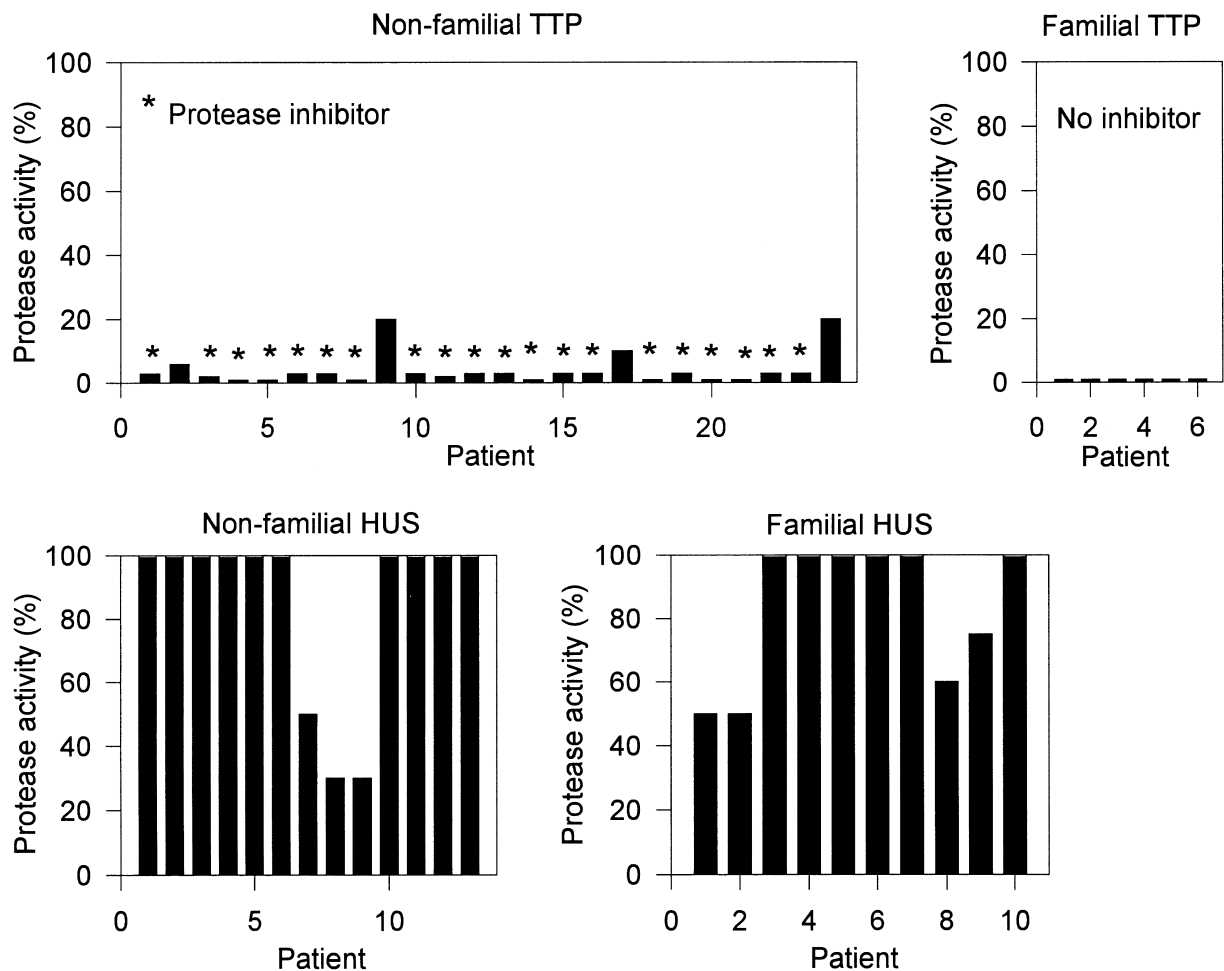 Non-familial TTP
Protease activity (%)
100
80
60
40
20
0
* Protease inhibitor
* * * * * * * * * * * * * * * * * * * *
0 5 10 15 20
Patient
Familial TTP
Protease activity (%)
100
80
60
40
20
0
No inhibitor
0 2 4 6
Patient
Non-familial HUS
Protease activity (%)
100
80
60
40
20
0
0 5 10
Patient
Familial HUS
Protease activity (%)
100
80
60
40
20
0
0 2 4 6 8 10
Patient